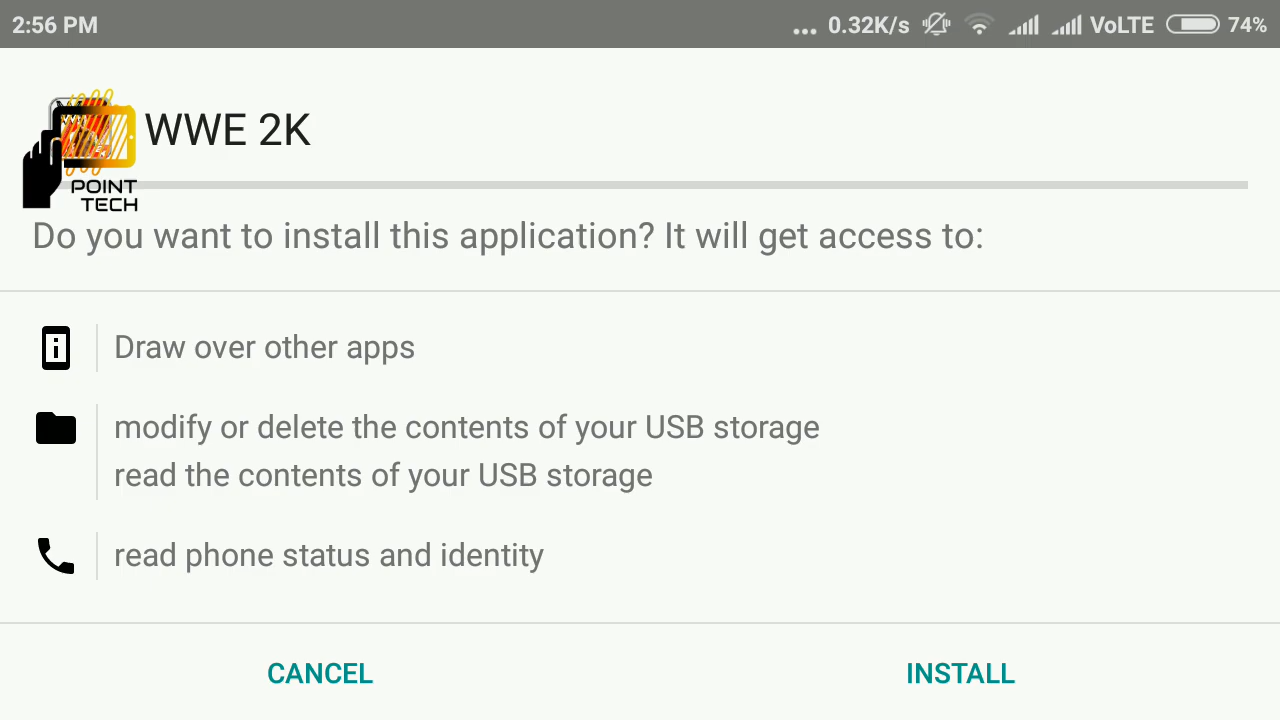 2:56 PM ... 0.32K/s VoLTE 74%
WWE 2K
POINT
TECH
Do you want to install this application? It will get access to:
Draw over other apps
modify or delete the contents of your USB storage
read the contents of your USB storage
read phone status and identity
CANCEL INSTALL